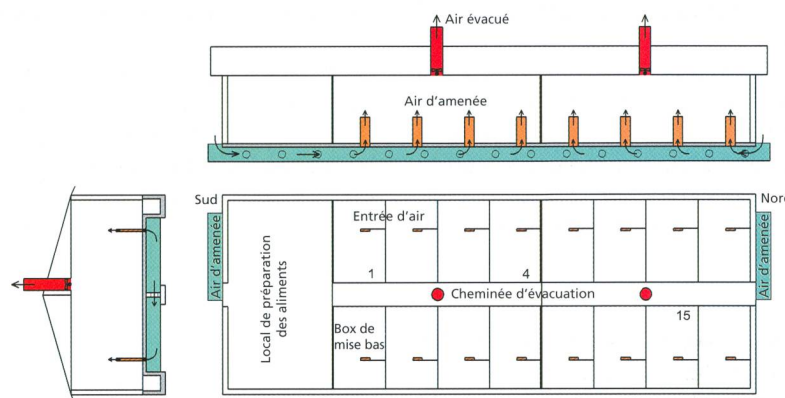 Air évacué
Air d'amenée
Sud
Nord
Air d'amenée
Local de préparation
des aliments
Entrée d'air
1
4
Cheminée d'évacuation
15
Box de
mise bas
Air d'amenée